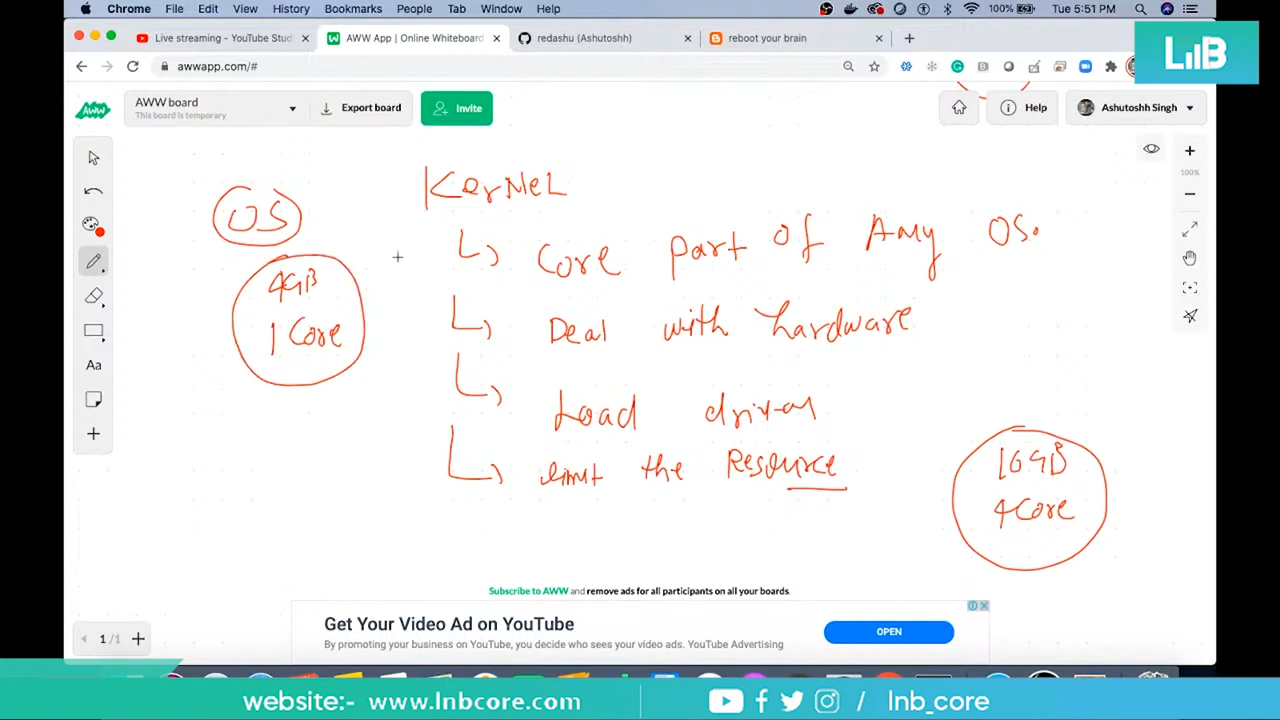 Chrome File Edit View History Bookmarks People Tab Window Help
100% Tue 5:51 PM
Live streaming - YouTube Stud
AWW App | Online Whiteboard
redashu (Ashutoshh)
reboot your brain
awwapp.com/#
LNB
AWW board
This board is temporary
Export board
Invite
Help
Ashutoshh Singh
100%
KerNeL
OS
Core Part of Any OS.
4GB
1 Core
Deal with hardware
Load driver
limit the Resource
16GB
4Core
Aa
Subscribe to AWW and remove ads for all participants on all your boards.
Get Your Video Ad on YouTube
By promoting your business on YouTube, you decide who sees your video ads. YouTube Advertising
OPEN
1/1
website:- www.lnbcore.com
lnb_core